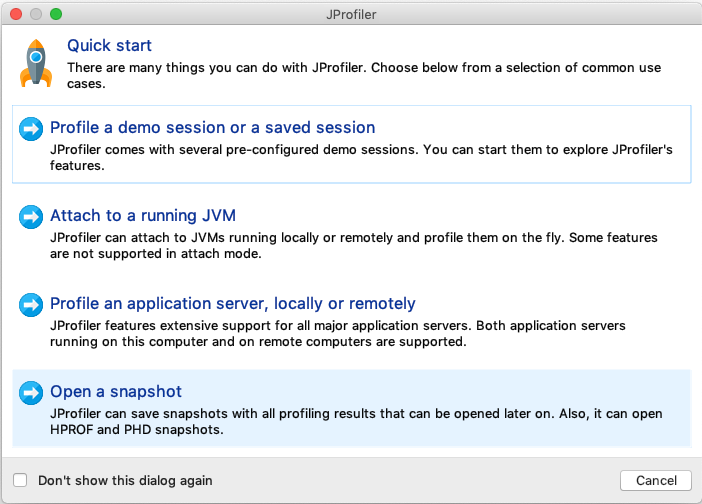 JProfiler
Quick start
There are many things you can do with JProfiler. Choose below from a selection of common use
cases.
Profile a demo session or a saved session
JProfiler comes with several pre-configured demo sessions. You can start them to explore JProfiler's
features.
Attach to a running JVM
JProfiler can attach to JVMs running locally or remotely and profile them on the fly. Some features
are not supported in attach mode.
Profile an application server, locally or remotely
JProfiler features extensive support for all major application servers. Both application servers
running on this computer and on remote computers are supported.
Open a snapshot
JProfiler can save snapshots with all profiling results that can be opened later on. Also, it can open
HPROF and PHD snapshots.
Don't show this dialog again
Cancel